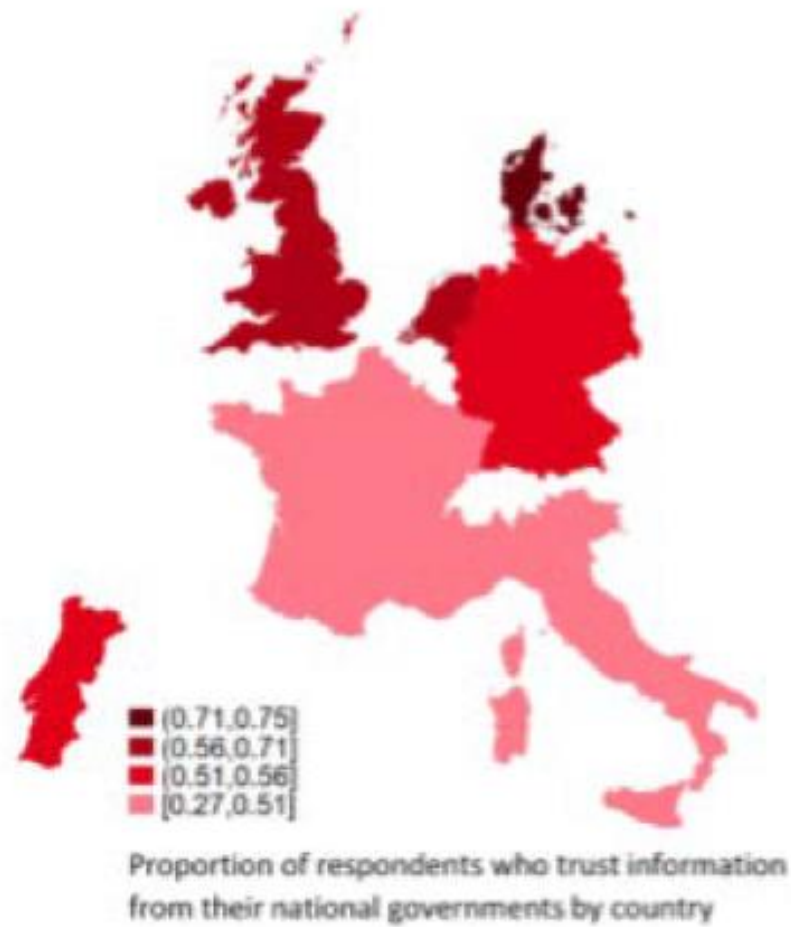 (0.71,0.75]
(0.56,0.71]
(0.51,0.56]
[0.27,0.51]
Proportion of respondents who trust information
from their national governments by country